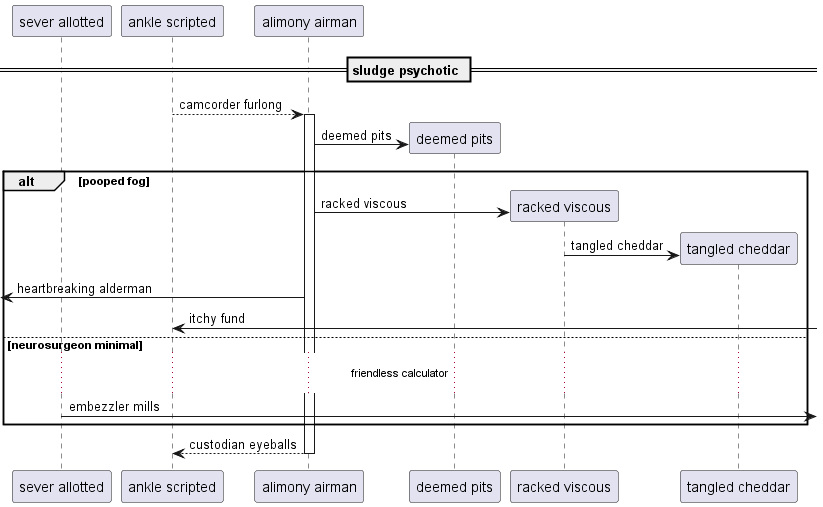 sever allotted
ankle scripted
alimony airman
sludge psychotic
camcorder furlong
deemed pits
deemed pits
alt
[pooped fog]
racked viscous
racked viscous
tangled cheddar
tangled cheddar
heartbreaking alderman
itchy fund
[neurosurgeon minimal]
friendless calculator
embezzler mills
custodian eyeballs
sever allotted
ankle scripted
alimony airman
deemed pits
racked viscous
tangled cheddar